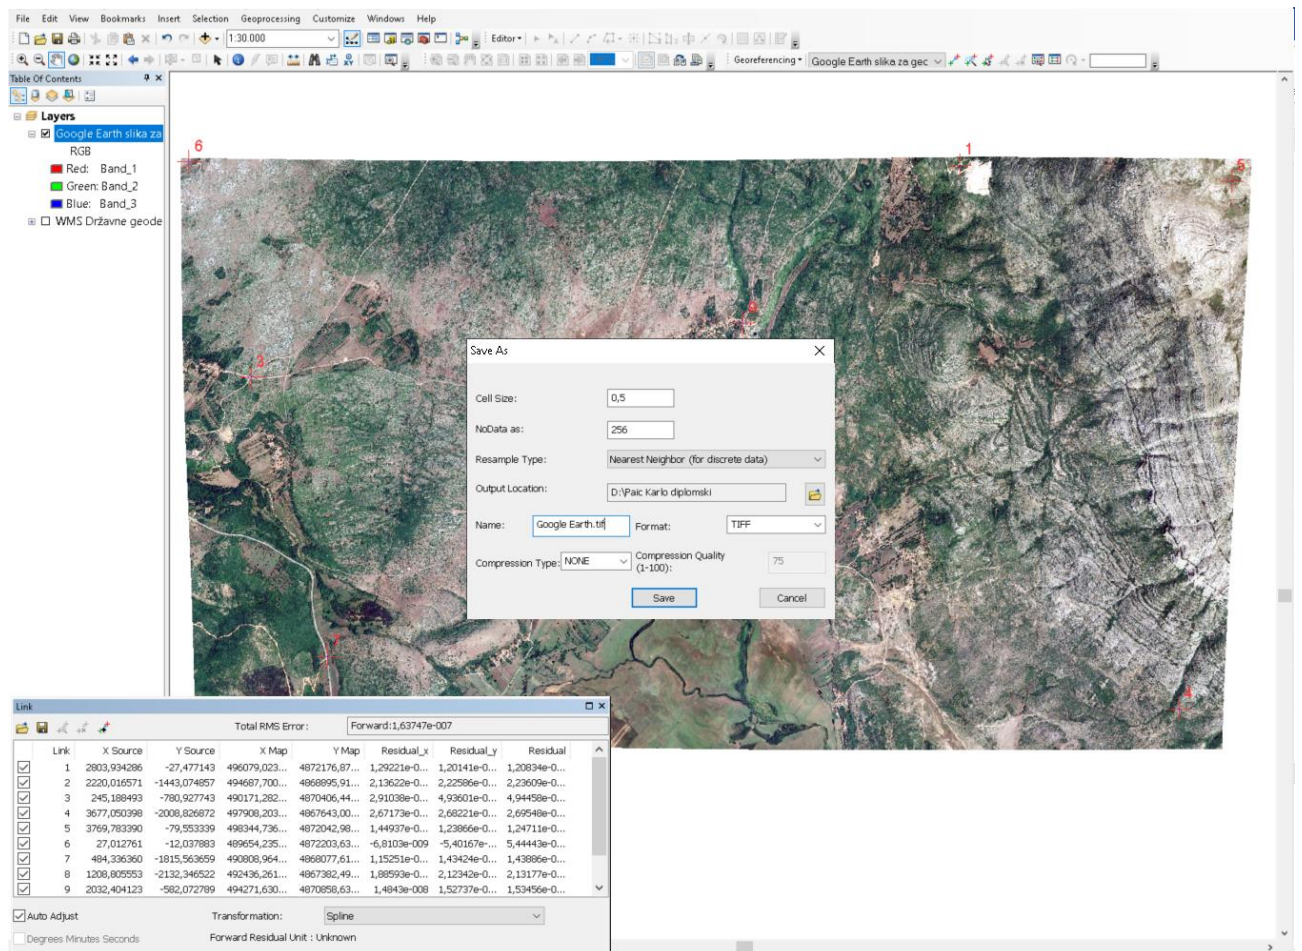 File Edit View Bookmarks Insert Selection Geoprocessing Customize Windows Help
1:30.000 Editor
Georeferencing Google Earth slika za gec
Table Of Contents
Layers
Google Earth slika za
RGB
Red: Band_1
Green: Band_2
Blue: Band_3
WMS Državne geode
6
1
5
3
4
7
Save As
Cell Size: 0,5
NoData as: 256
Resample Type: Nearest Neighbor (for discrete data)
Output Location: D:\Paic Karlo diplomski
Name: Google Earth.tif Format: TIFF
Compression Type: NONE Compression Quality (1-100): 75
Save Cancel
Link
Total RMS Error: Forward:1,63747e-007
Link X Source Y Source X Map Y Map Residual_x Residual_y Residual
1 2803,934286 -27,477143 496079,023... 4872176,87... 1,29221e-0... 1,20141e-0... 1,20834e-0...
2 2220,016571 -1443,074857 494687,700... 4868895,91... 2,13622e-0... 2,22586e-0... 2,23609e-0...
3 245,188493 -780,927743 490171,282... 4870406,44... 2,91038e-0... 4,93601e-0... 4,94458e-0...
4 3677,050398 -2008,826872 497908,203... 4867643,00... 2,67173e-0... 2,68221e-0... 2,69548e-0...
5 3769,783390 -79,553339 498344,736... 4872042,98... 1,44937e-0... 1,23866e-0... 1,24711e-0...
6 27,012761 -12,037883 489654,235... 4872203,63... -6,8103e-009 -5,40167e-... 5,44443e-0...
7 484,336360 -1815,563659 490808,964... 4868077,61... 1,15251e-0... 1,43424e-0... 1,43886e-0...
8 1208,805553 -2132,346522 492436,261... 4867382,49... 1,88593e-0... 2,12342e-0... 2,13177e-0...
9 2032,404123 -582,072789 494271,630... 4870858,63... 1,4843e-008 1,52737e-0... 1,53456e-0...
Auto Adjust Transformation: Spline
Degrees Minutes Seconds Forward Residual Unit : Unknown